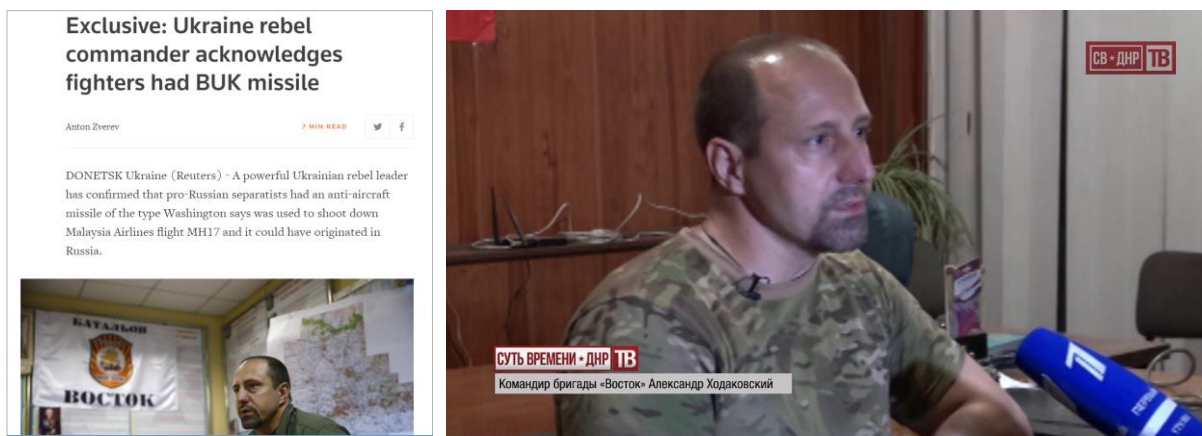 Exclusive: Ukraine rebel
commander acknowledges
fighters had BUK missile
Anton Zverev
7 MIN READ
DONETSK Ukraine (Reuters) - A powerful Ukrainian rebel leader
has confirmed that pro-Russian separatists had an anti-aircraft
missile of the type Washington says was used to shoot down
Malaysia Airlines flight MH17 and it could have originated in
Russia.
БАТАЛЬОН
ВОСТОК
СВ★ДНР ТВ
СУТЬ ВРЕМЕНИ★ДНР ТВ
Командир бригады «Восток» Александр Ходаковский
1
ПЕРВЫЙ